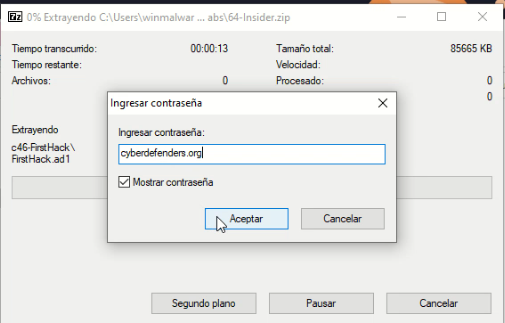 7z 0% Extrayendo C:\Users\winmalwar ... abs\64-Insider.zip
Tiempo transcurrido: 00:00:13 Tamaño total: 85665 KB
Tiempo restante: Velocidad:
Archivos: 0 Procesado: 0
0
Ingresar contraseña
Extrayendo
Ingresar contraseña:
c46-FirstHack\
FirstHack.ad1
cyberdefenders.org
Mostrar contraseña
Aceptar Cancelar
Segundo plano Pausar Cancelar